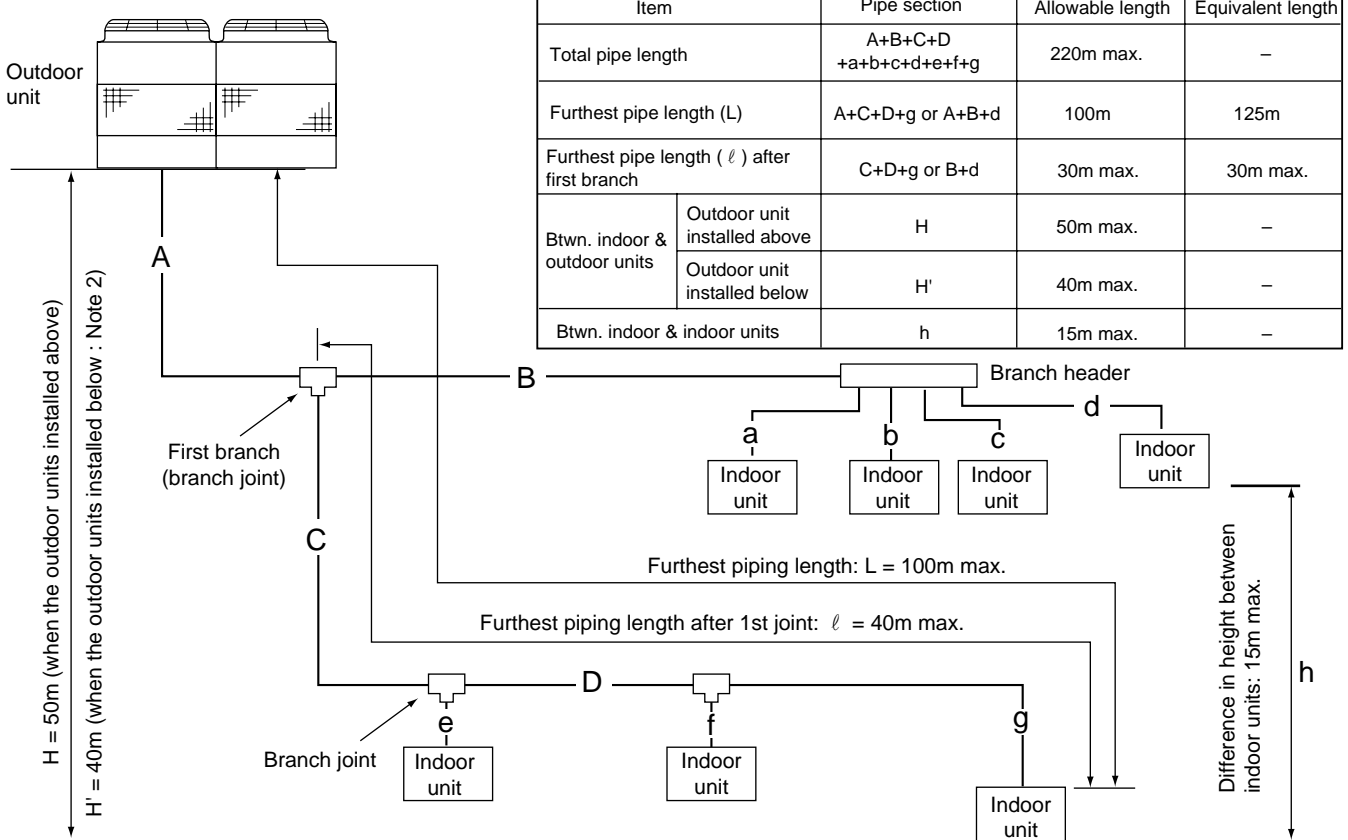 Item
Pipe section
Allowable length
Equivalent length
Total pipe length
A+B+C+D
+a+b+c+d+e+f+g
220m max.
–
Furthest pipe length (L)
A+C+D+g or A+B+d
100m
125m
Furthest pipe length ( ℓ ) after
first branch
C+D+g or B+d
30m max.
30m max.
Btwn. indoor &
outdoor units
Outdoor unit
installed above
H
50m max.
–
Outdoor unit
installed below
H'
40m max.
–
Btwn. indoor & indoor units
h
15m max.
–
Outdoor
unit
A
H = 50m (when the outdoor units installed above)
H' = 40m (when the outdoor units installed below : Note 2)
B
Branch header
First branch
(branch joint)
a
b
c
d
Indoor
unit
Indoor
unit
Indoor
unit
Indoor
unit
C
Furthest piping length: L = 100m max.
Furthest piping length after 1st joint: ℓ = 40m max.
Difference in height between
indoor units: 15m max.
h
D
e
f
g
Branch joint
Indoor
unit
Indoor
unit
Indoor
unit